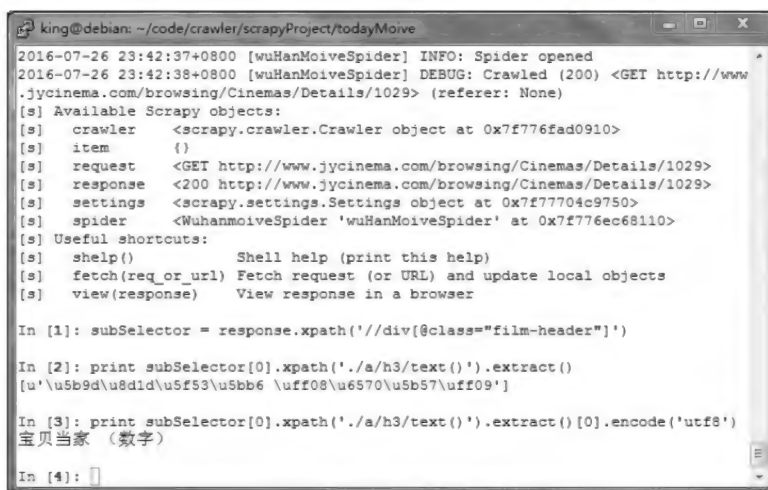 king@debian: ~/code/crawler/scrapyProject/todayMoive
2016-07-26 23:42:37+0800 [wuHanMoiveSpider] INFO: Spider opened
2016-07-26 23:42:38+0800 [wuHanMoiveSpider] DEBUG: Crawled (200) <GET http://www
.jycinema.com/browsing/Cinemas/Details/1029> (referer: None)
[s] Available Scrapy objects:
[s]   crawler    <scrapy.crawler.Crawler object at 0x7f776fad0910>
[s]   item       {}
[s]   request    <GET http://www.jycinema.com/browsing/Cinemas/Details/1029>
[s]   response   <200 http://www.jycinema.com/browsing/Cinemas/Details/1029>
[s]   settings   <scrapy.settings.Settings object at 0x7f77704c9750>
[s]   spider     <WuhanmoiveSpider 'wuHanMoiveSpider' at 0x7f776ec68110>
[s] Useful shortcuts:
[s]   shelp()           Shell help (print this help)
[s]   fetch(req_or_url) Fetch request (or URL) and update local objects
[s]   view(response)    View response in a browser
In [1]: subSelector = response.xpath('//div[@class="film-header"]')
In [2]: print subSelector[0].xpath('./a/h3/text()').extract()
[u'\u5b9d\u8d1d\u5f53\u5bb6 \uff08\u6570\u5b57\uff09']
In [3]: print subSelector[0].xpath('./a/h3/text()').extract()[0].encode('utf8')
宝贝当家 （数字）
In [4]: